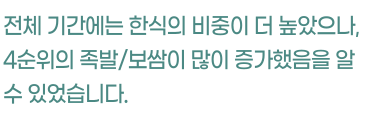 전체 기간에는 한식의 비중이 더 높았으나,
4순위의 족발/보쌈이 많이 증가했음을 알
수 있었습니다.